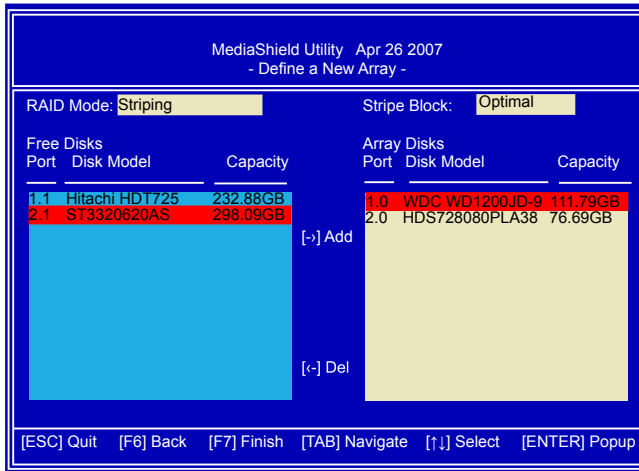 MediaShield Utility Apr 26 2007
- Define a New Array -
RAID Mode: Striping Stripe Block: Optimal
Free Disks Array Disks
Port Disk Model Capacity Port Disk Model Capacity
1.1 Hitachi HDT725 232.88GB 1.0 WDC WD1200JD-9 111.79GB
2.1 ST3320620AS 298.09GB 2.0 HDS728080PLA38 76.69GB
[→] Add
[←] Del
[ESC] Quit [F6] Back [F7] Finish [TAB] Navigate [↑↓] Select [ENTER] Popup